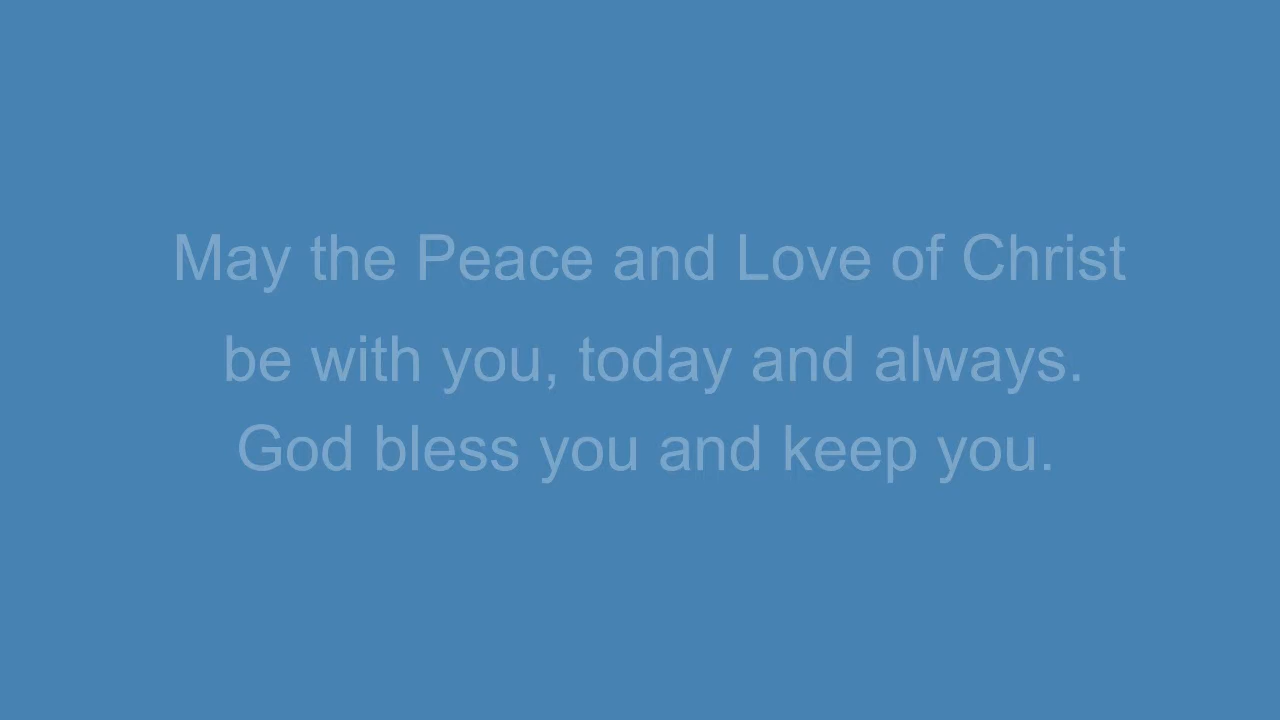 May the Peace and Love of Christ
be with you, today and always.
God bless you and keep you.